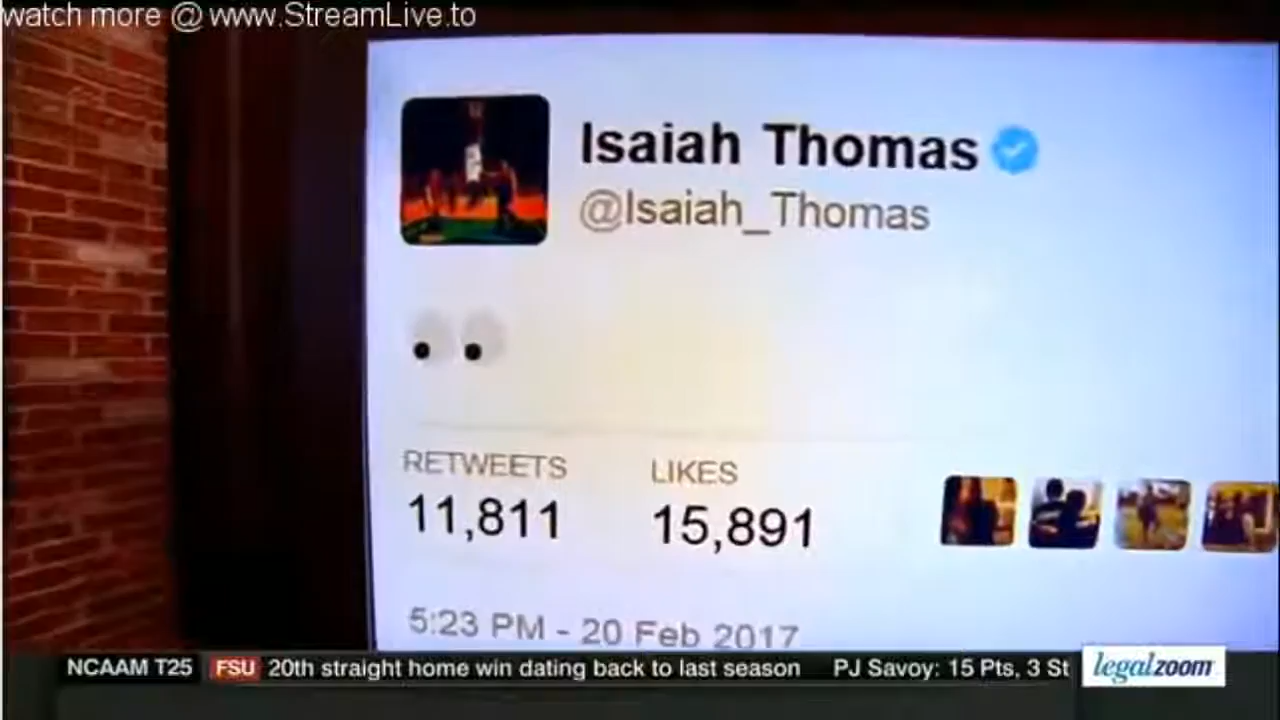 watch more @ www.StreamLive.to
Isaiah Thomas
@Isaiah_Thomas
RETWEETS
LIKES
11,811
15,891
5:23 PM - 20 Feb 2017
NCAAM T25
FSU
20th straight home win dating back to last season
PJ Savoy: 15 Pts, 3 St
legalzoom